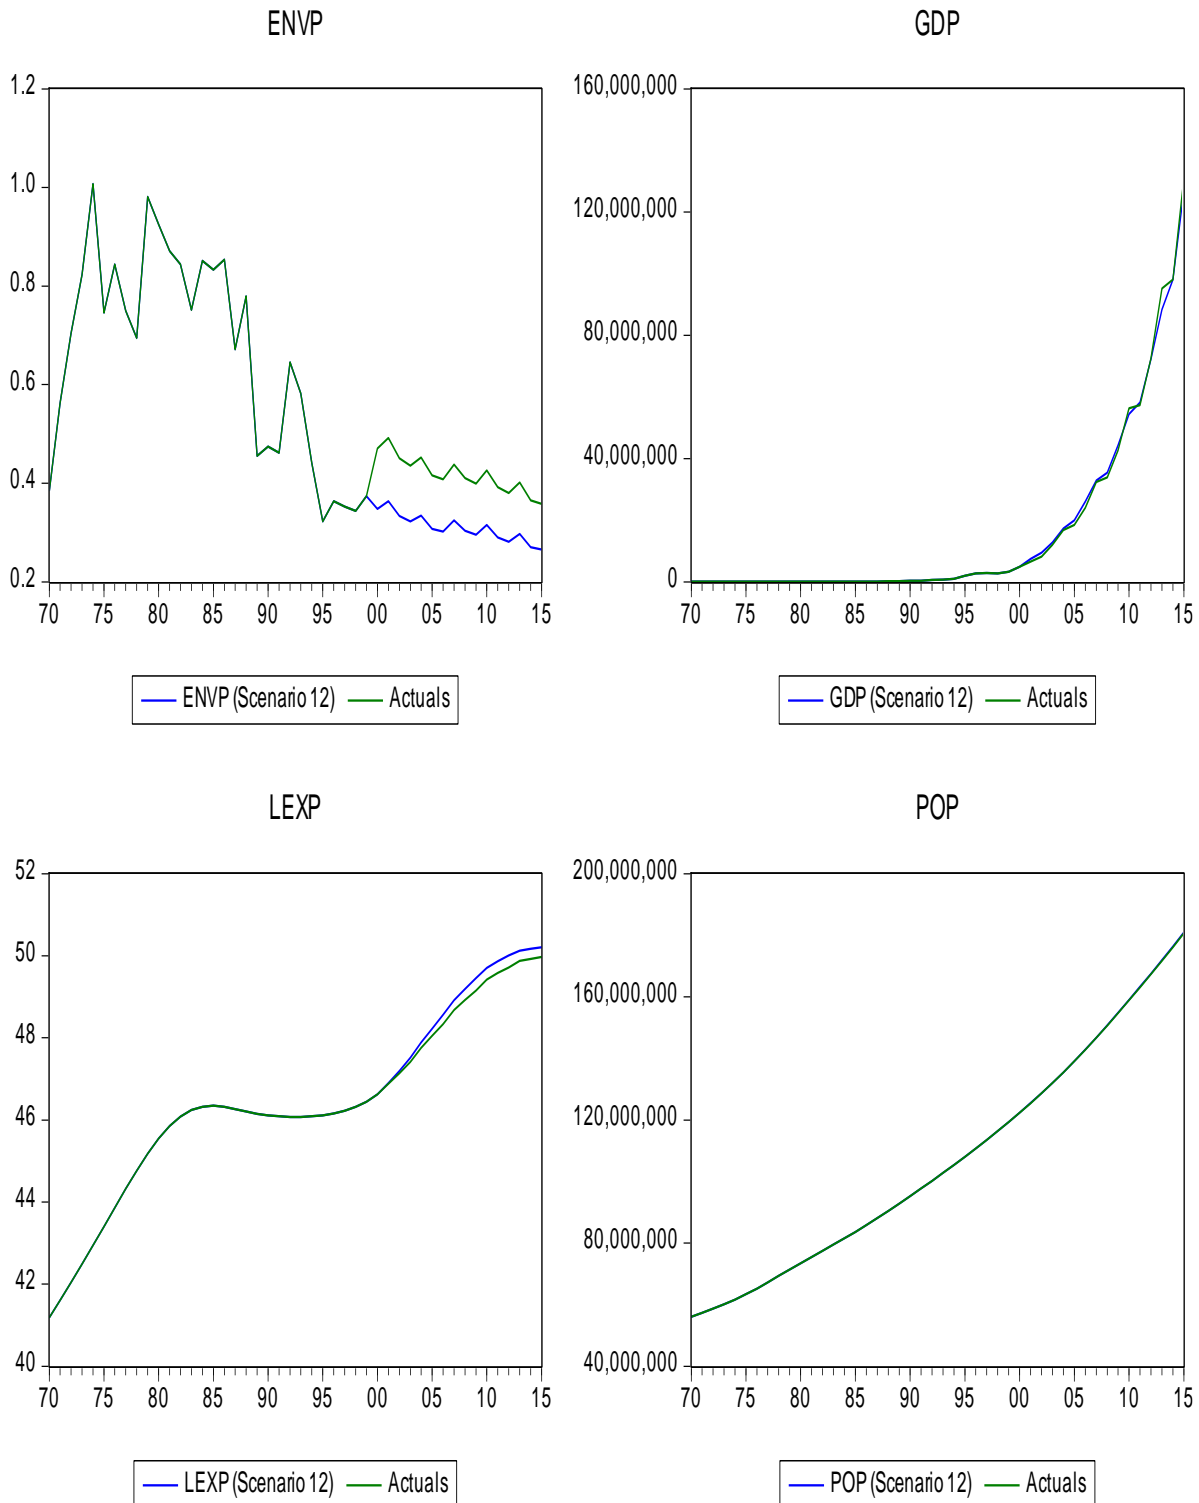 ENVP
1.2
1.0
0.8
0.6
0.4
0.2
70 75 80 85 90 95 00 05 10 15
ENVP (Scenario 12) Actuals
GDP
160,000,000
120,000,000
80,000,000
40,000,000
0
70 75 80 85 90 95 00 05 10 15
GDP (Scenario 12) Actuals
LEXP
52
50
48
46
44
42
40
70 75 80 85 90 95 00 05 10 15
LEXP (Scenario 12) Actuals
POP
200,000,000
160,000,000
120,000,000
80,000,000
40,000,000
70 75 80 85 90 95 00 05 10 15
POP (Scenario 12) Actuals